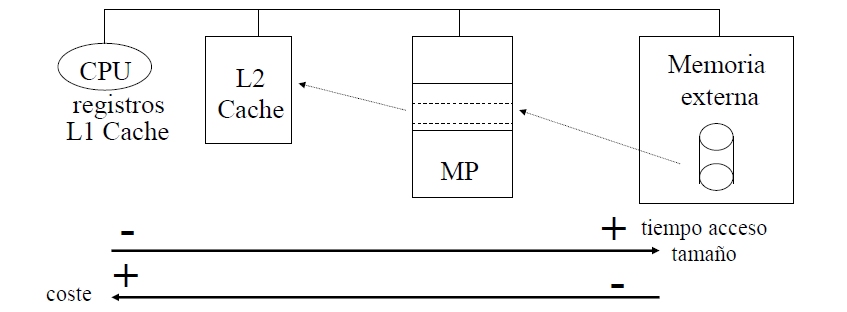 CPU
registros
L1 Cache
L2
Cache
MP
Memoria
externa
-
+
tiempo acceso
tamaño
+
-
coste